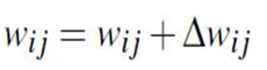 wij = wij + Δwij